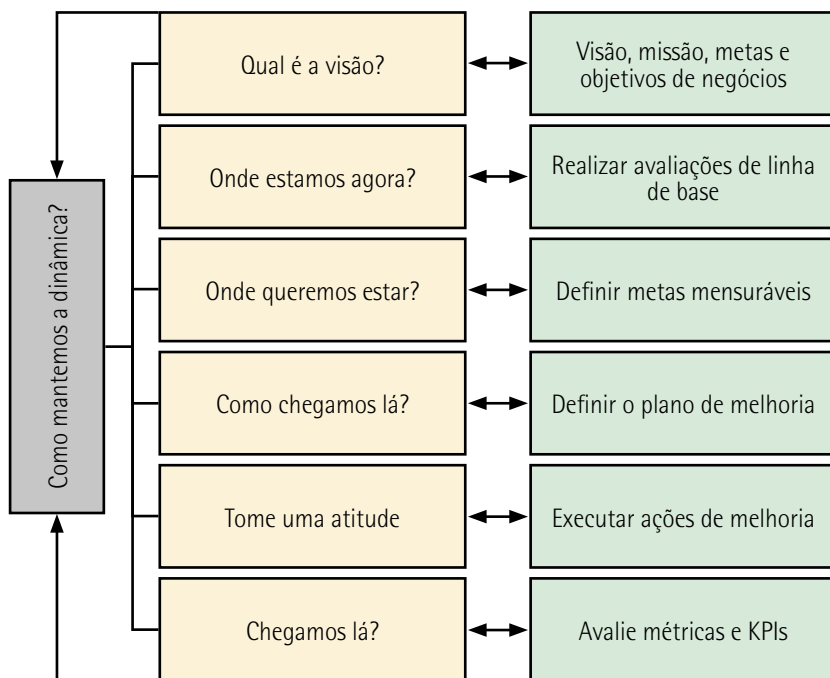 Qual é a visão?
Visão, missão, metas e
objetivos de negócios
Onde estamos agora?
Realizar avaliações de linha
de base
Como mantemos a dinâmica?
Onde queremos estar?
Definir metas mensuráveis
Como chegamos lá?
Definir o plano de melhoria
Tome uma atitude
Executar ações de melhoria
Chegamos lá?
Avalie métricas e KPIs